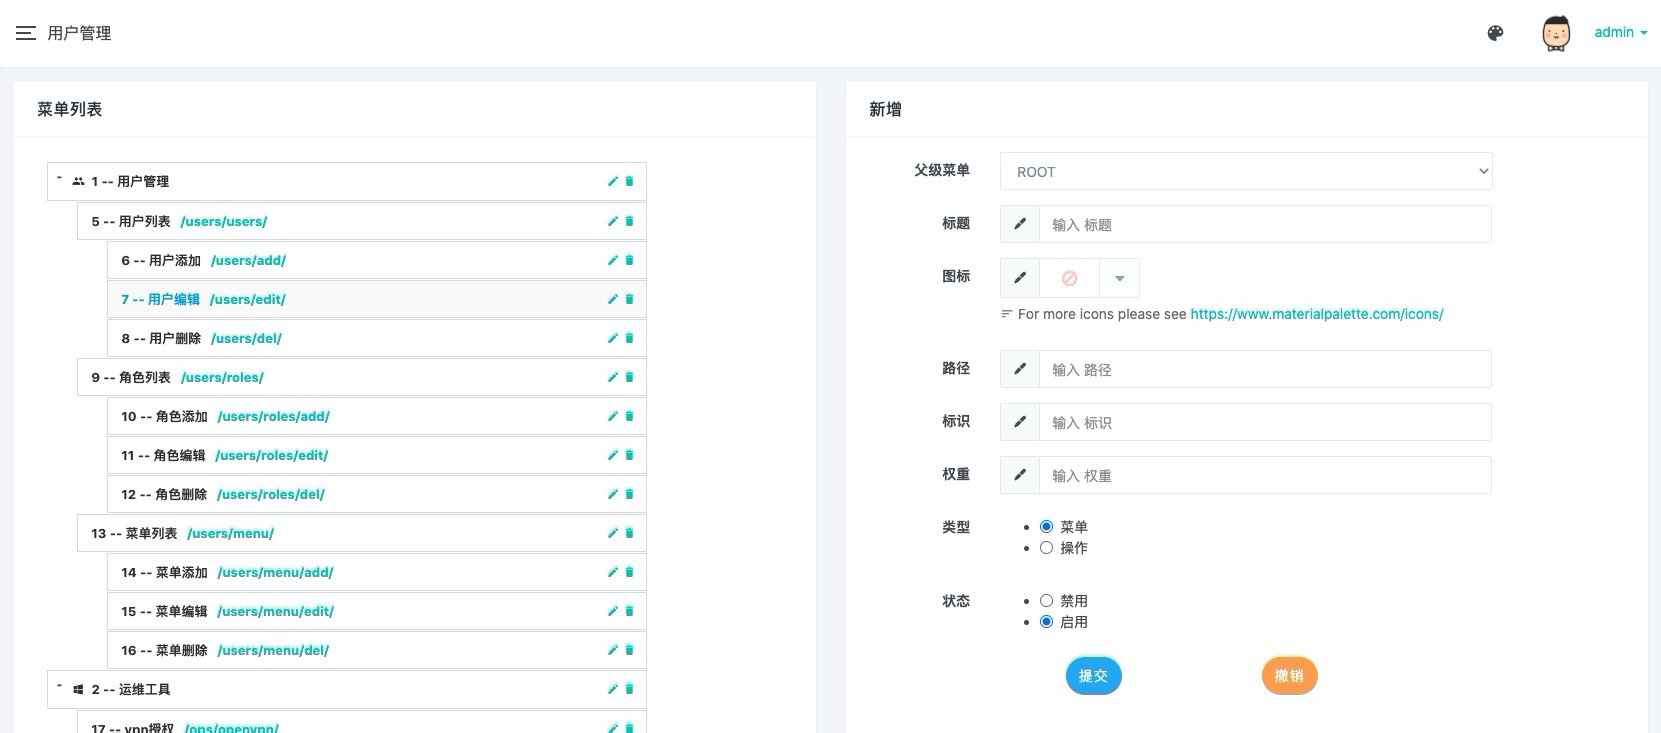 用户管理
admin
菜单列表
- 1 -- 用户管理
5 -- 用户列表 /users/users/
6 -- 用户添加 /users/add/
7 -- 用户编辑 /users/edit/
8 -- 用户删除 /users/del/
9 -- 角色列表 /users/roles/
10 -- 角色添加 /users/roles/add/
11 -- 角色编辑 /users/roles/edit/
12 -- 角色删除 /users/roles/del/
13 -- 菜单列表 /users/menu/
14 -- 菜单添加 /users/menu/add/
15 -- 菜单编辑 /users/menu/edit/
16 -- 菜单删除 /users/menu/del/
- 2 -- 运维工具
17 -- vpn授权 /ops/openvpn/
新增
父级菜单 ROOT
标题 输入 标题
图标
For more icons please see https://www.materialpalette.com/icons/
路径 输入 路径
标识 输入 标识
权重 输入 权重
类型 菜单
操作
状态 禁用
启用
提交 撤销